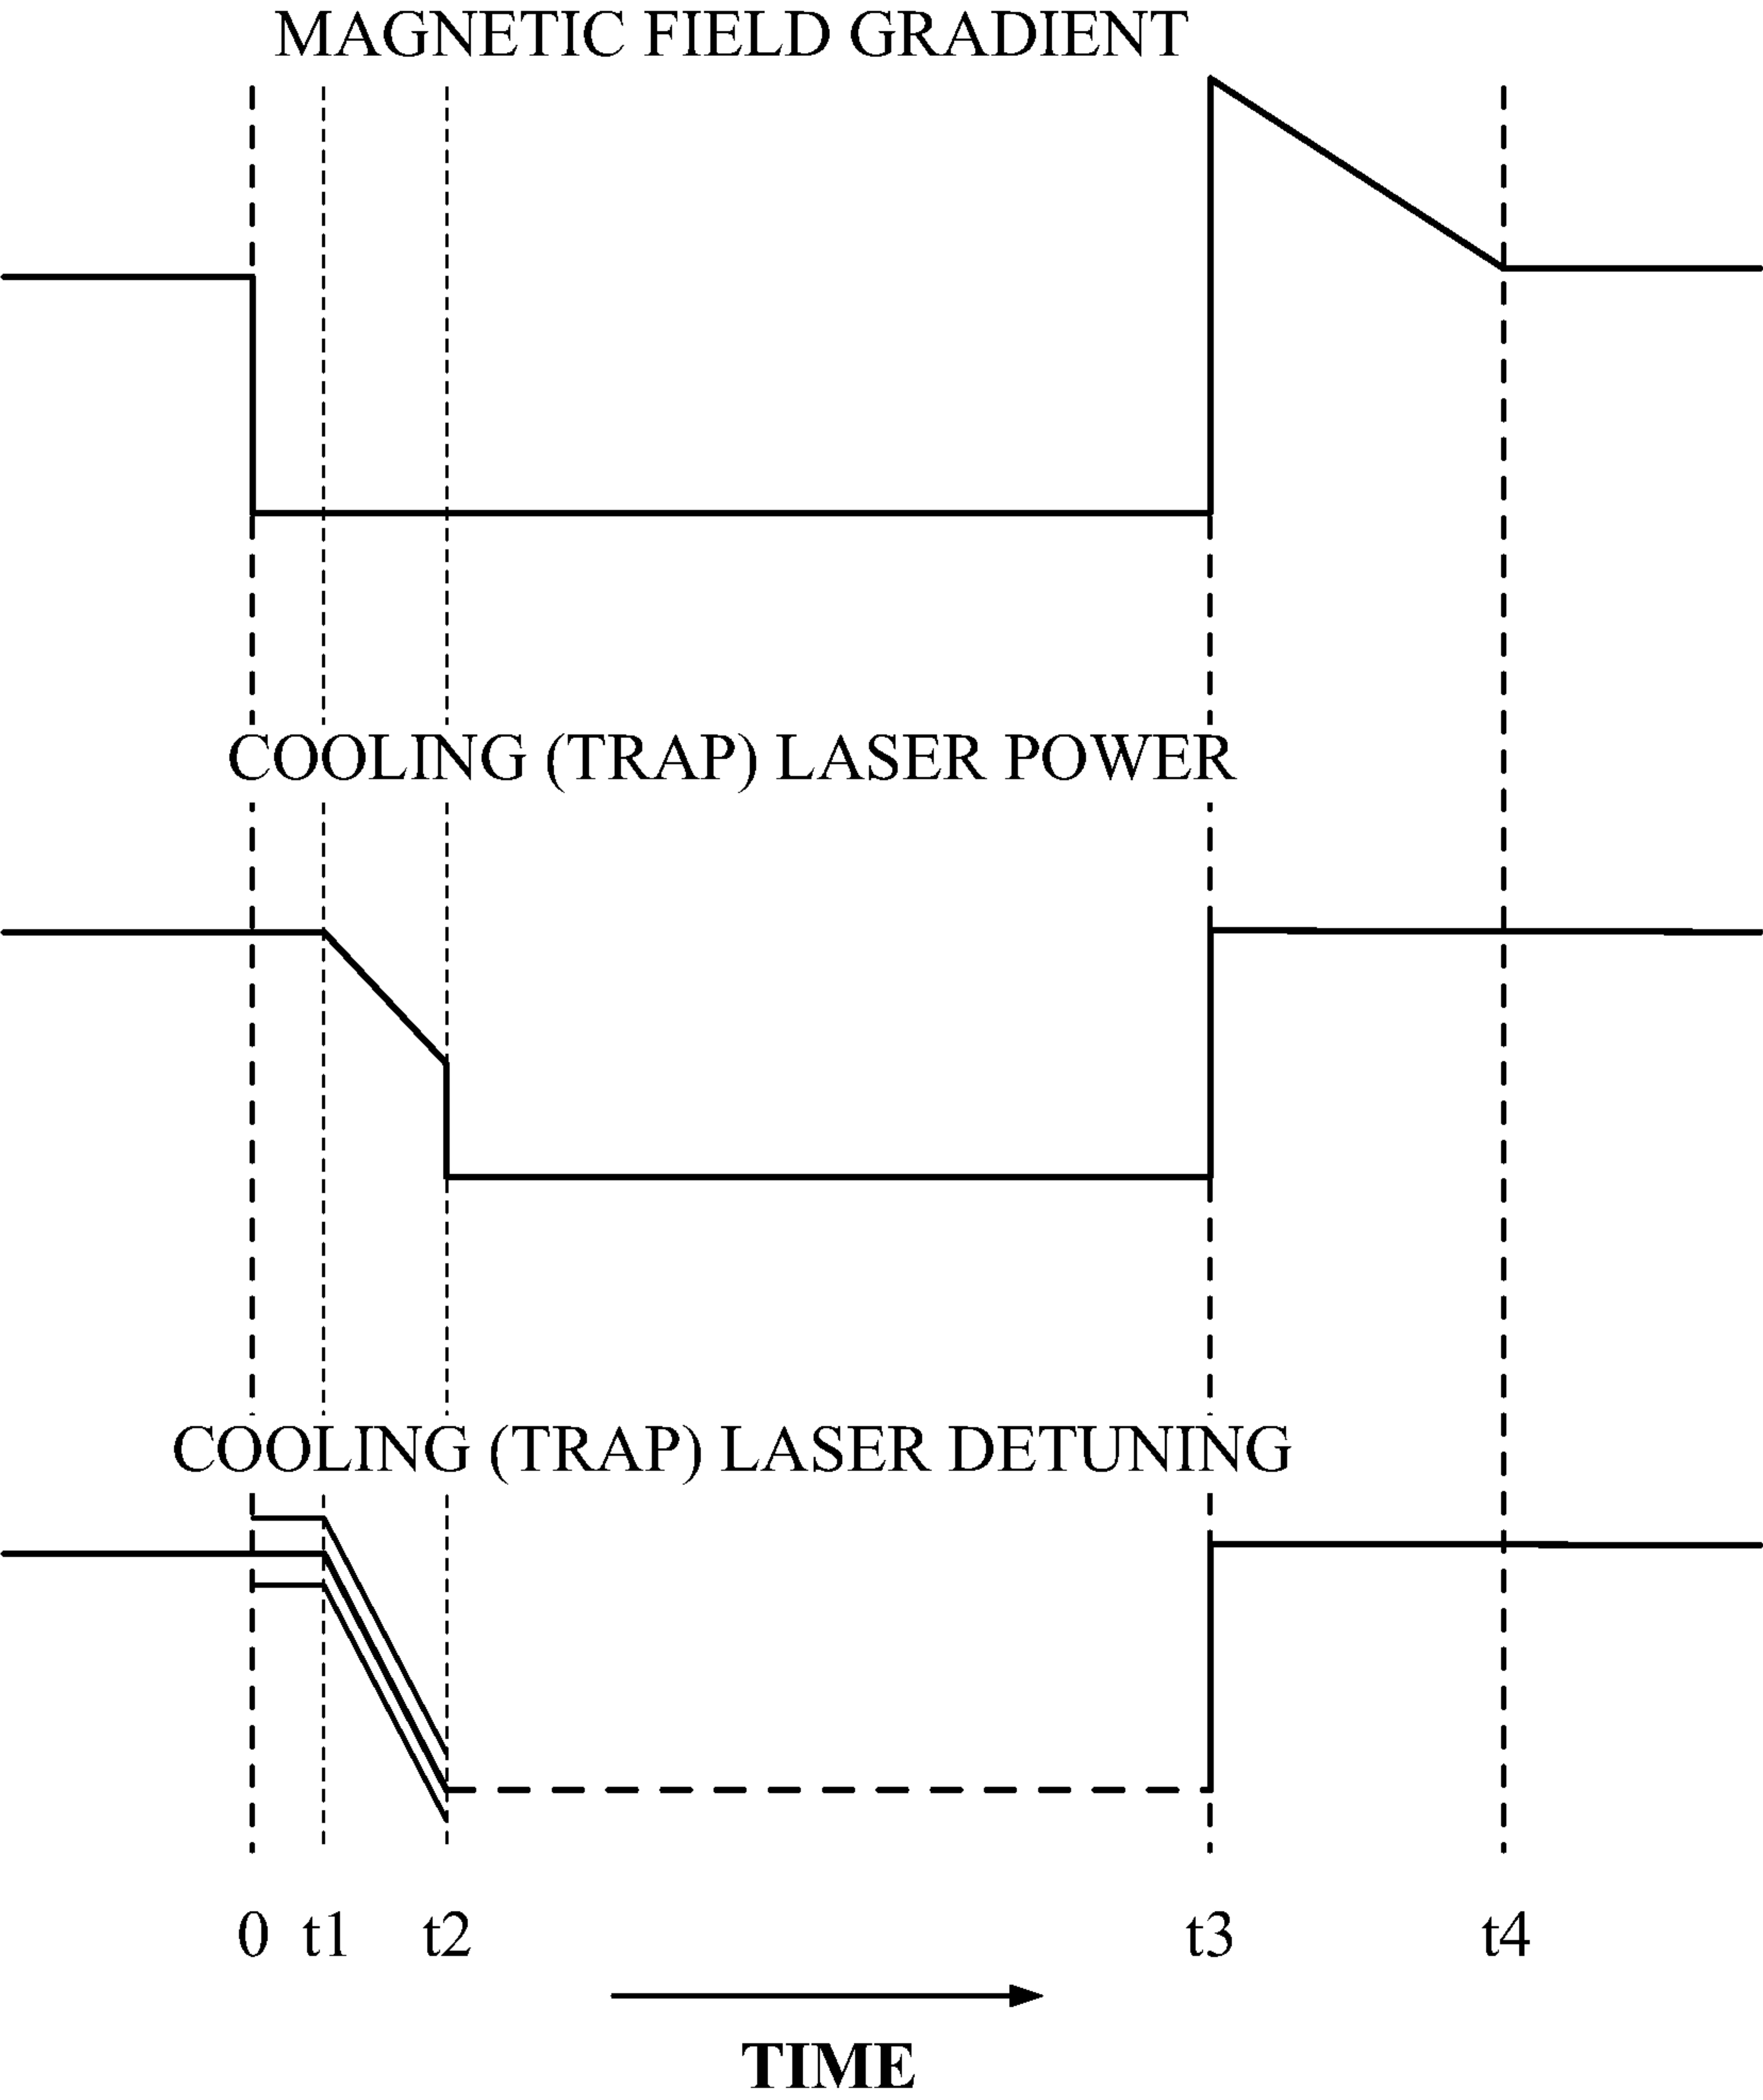 MAGNETIC FIELD GRADIENT
COOLING (TRAP) LASER POWER
COOLING (TRAP) LASER DETUNING
0 t1 t2 t3 t4
TIME